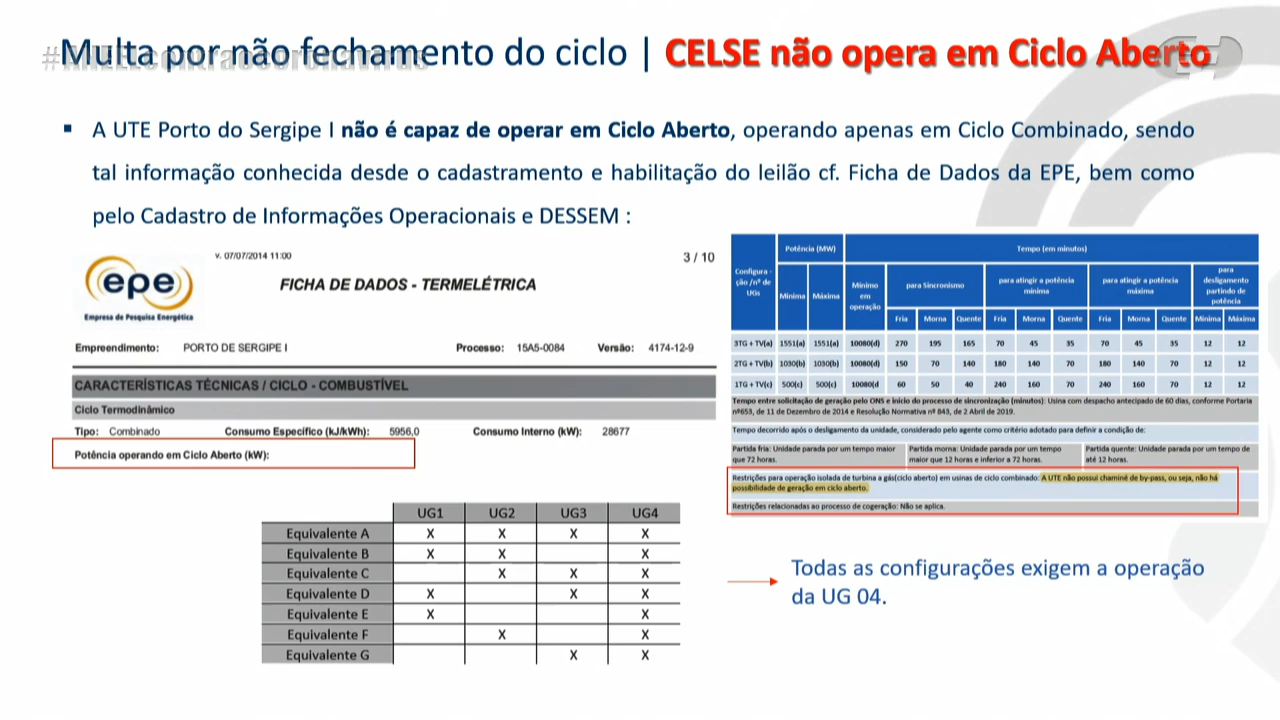 #ANEELcontraocoronavirus
Multa por não fechamento do ciclo | CELSE não opera em Ciclo Aberto
▪ A UTE Porto do Sergipe I não é capaz de operar em Ciclo Aberto, operando apenas em Ciclo Combinado, sendo
tal informação conhecida desde o cadastramento e habilitação do leilão cf. Ficha de Dados da EPE, bem como
pelo Cadastro de Informações Operacionais e DESSEM :
epe
Empresa de Pesquisa Energética
v. 07/07/2014 11:00
3 / 10
FICHA DE DADOS - TERMELÉTRICA
Empreendimento: PORTO DE SERGIPE I Processo: 15A5-0084 Versão: 4174-12-9
CARACTERÍSTICAS TÉCNICAS / CICLO - COMBUSTÍVEL
Ciclo Termodinâmico
Tipo: Combinado Consumo Específico (kJ/kWh): 5956,0 Consumo Interno (kW): 28677
Potência operando em Ciclo Aberto (kW):
UG1 UG2 UG3 UG4
Equivalente A X X X X
Equivalente B X X X
Equivalente C X X X
Equivalente D X X X
Equivalente E X X
Equivalente F X X
Equivalente G X X
Configura-
ção /nº de
UGs
Potência (MW)
Tempo (em minutos)
Mínima Máxima
Mínimo
em
operação
para Sincronismo
para atingir a potência
mínima
para atingir a potência
máxima
para
desligamento
partindo de
potência
Fria Morna Quente Fria Morna Quente Fria Morna Quente Mínima Máxima
3TG + TV(a) 1551(a) 1551(a) 10080(d) 270 195 165 70 45 35 70 45 35 12 12
2TG + TV(b) 1030(b) 1030(b) 10080(d) 150 70 140 180 140 70 180 140 70 12 12
1TG + TV(c) 500(c) 500(c) 10080(d 60 50 40 240 160 70 240 160 70 12 12
Tempo entre solicitação de geração pelo ONS e início do processo de sincronização (minutos): Usina com despacho antecipado de 60 dias, conforme Portaria
nº653, de 11 de Dezembro de 2014 e Resolução Normativa nº 843, de 2 Abril de 2019.
Tempo decorrido após o desligamento da unidade, considerado pelo agente como critério adotado para definir a condição de:
Partida fria: Unidade parada por um tempo maior
que 72 horas.
Partida morna: Unidade parada por um tempo
maior que 12 horas e inferior a 72 horas.
Partida quente: Unidade parada por um tempo de
até 12 horas.
Restrições para operação isolada de turbina a gás(ciclo aberto) em usinas de ciclo combinado: A UTE não possui chaminé de by-pass, ou seja, não há
possibilidade de geração em ciclo aberto.
Restrições relacionadas ao processo de cogeração: Não se aplica.
Todas as configurações exigem a operação
da UG 04.